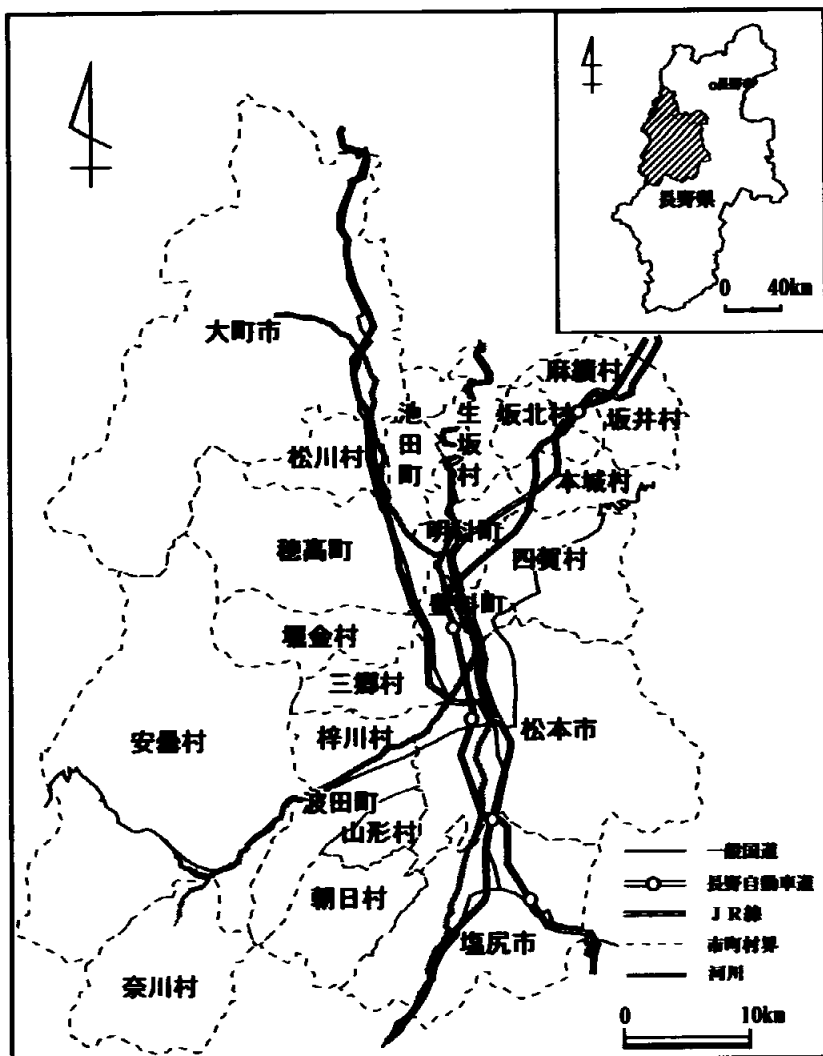 長野県
0 40km
大町市
麻績村
池田町
生坂村
坂北村
坂井村
松川村
本城村
明科町
穂高町
四賀村
堀金村
三郷村
安曇村
梓川村
松本市
波田町
山形村
朝日村
塩尻市
奈川村
一般国道
長野自動車道
JR線
市町村界
河川
0 10km